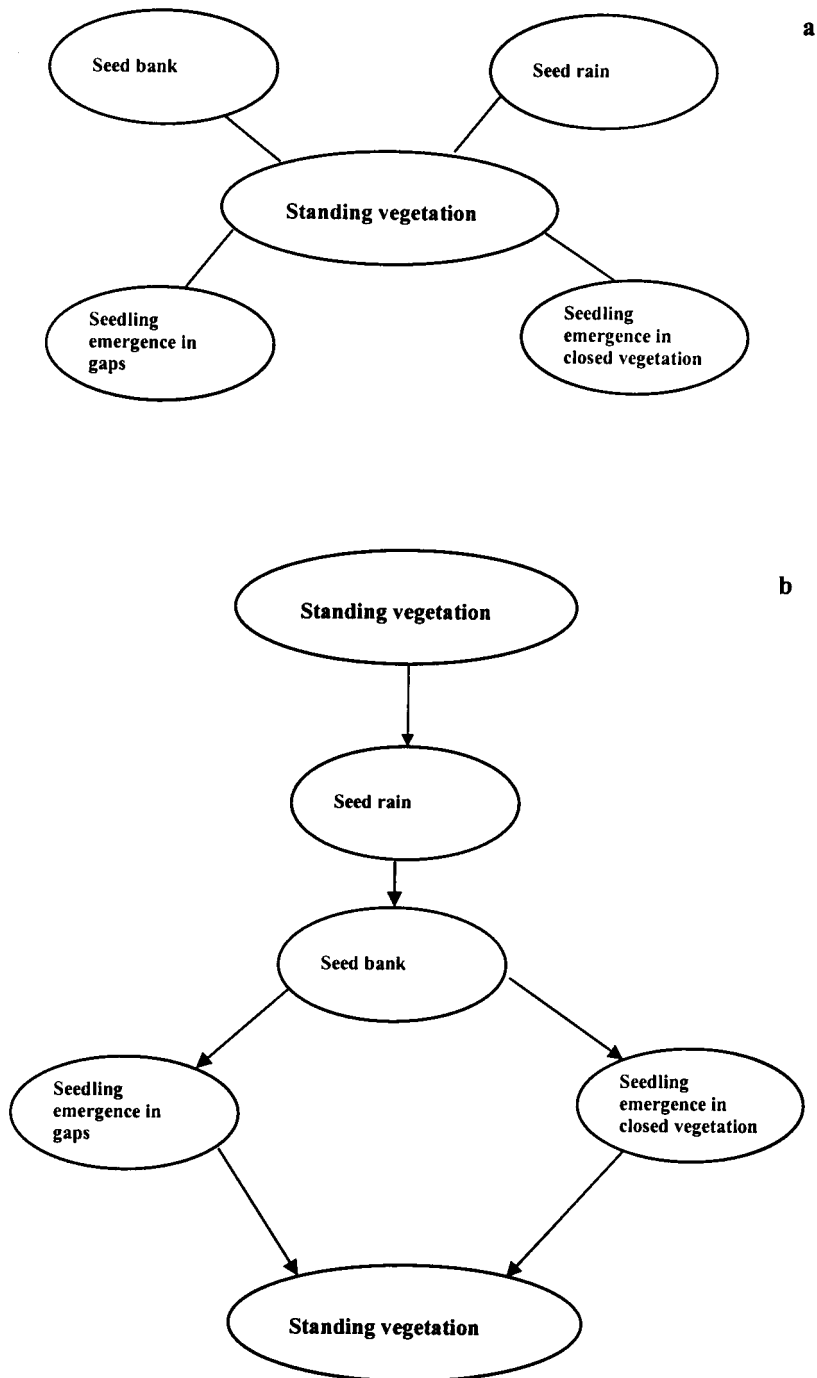 a
Seed bank
Seed rain
Standing vegetation
Seedling
emergence in
gaps
Seedling
emergence in
closed vegetation
b
Standing vegetation
Seed rain
Seed bank
Seedling
emergence in
gaps
Seedling
emergence in
closed vegetation
Standing vegetation